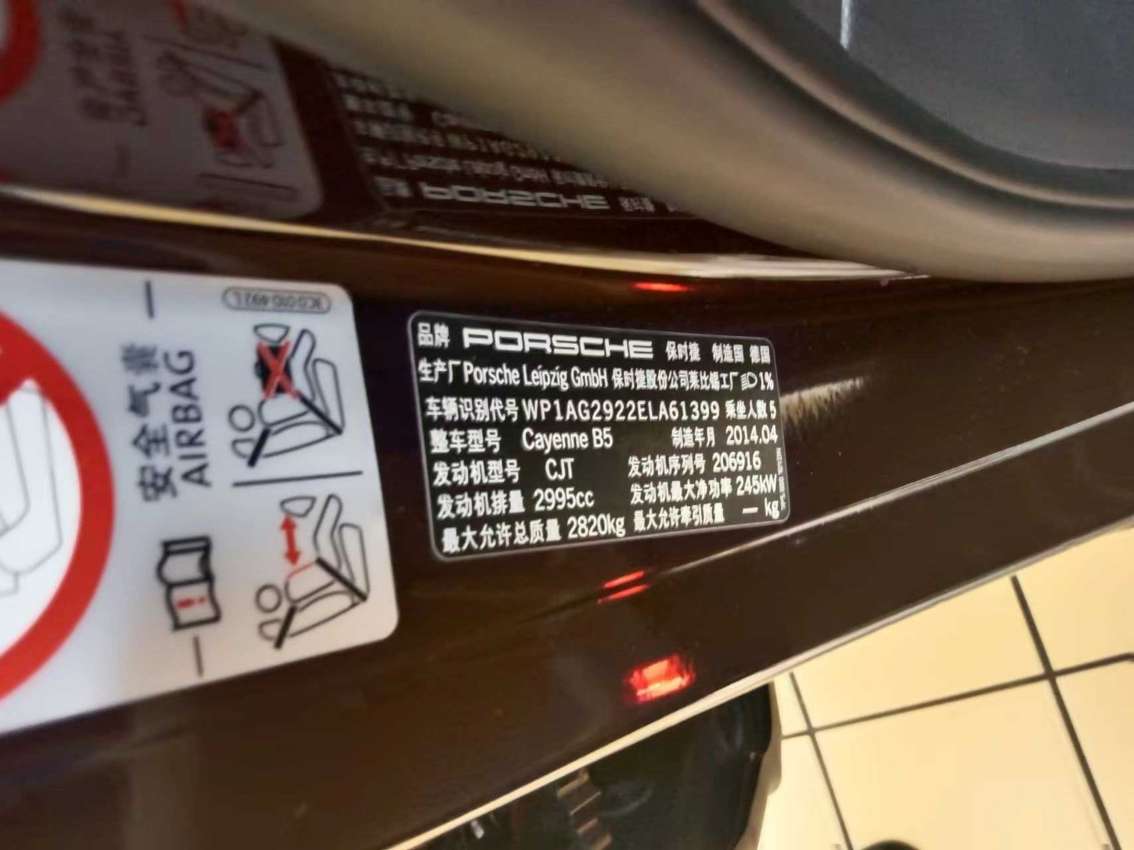 品牌 PORSCHE 保时捷 制造国 德国
生产厂 Porsche Leipzig GmbH 保时捷股份公司莱比锡工厂 1%
车辆识别代号 WP1AG2922ELA61399 乘坐人数 5
整车型号 Cayenne B5 制造年月 2014.04
发动机型号 CJT 发动机序列号 206916
发动机排量 2995cc 发动机最大净功率 245kW
最大允许总质量 2820kg 最大允许牵引质量 — kg
安全气囊
AIRBAG